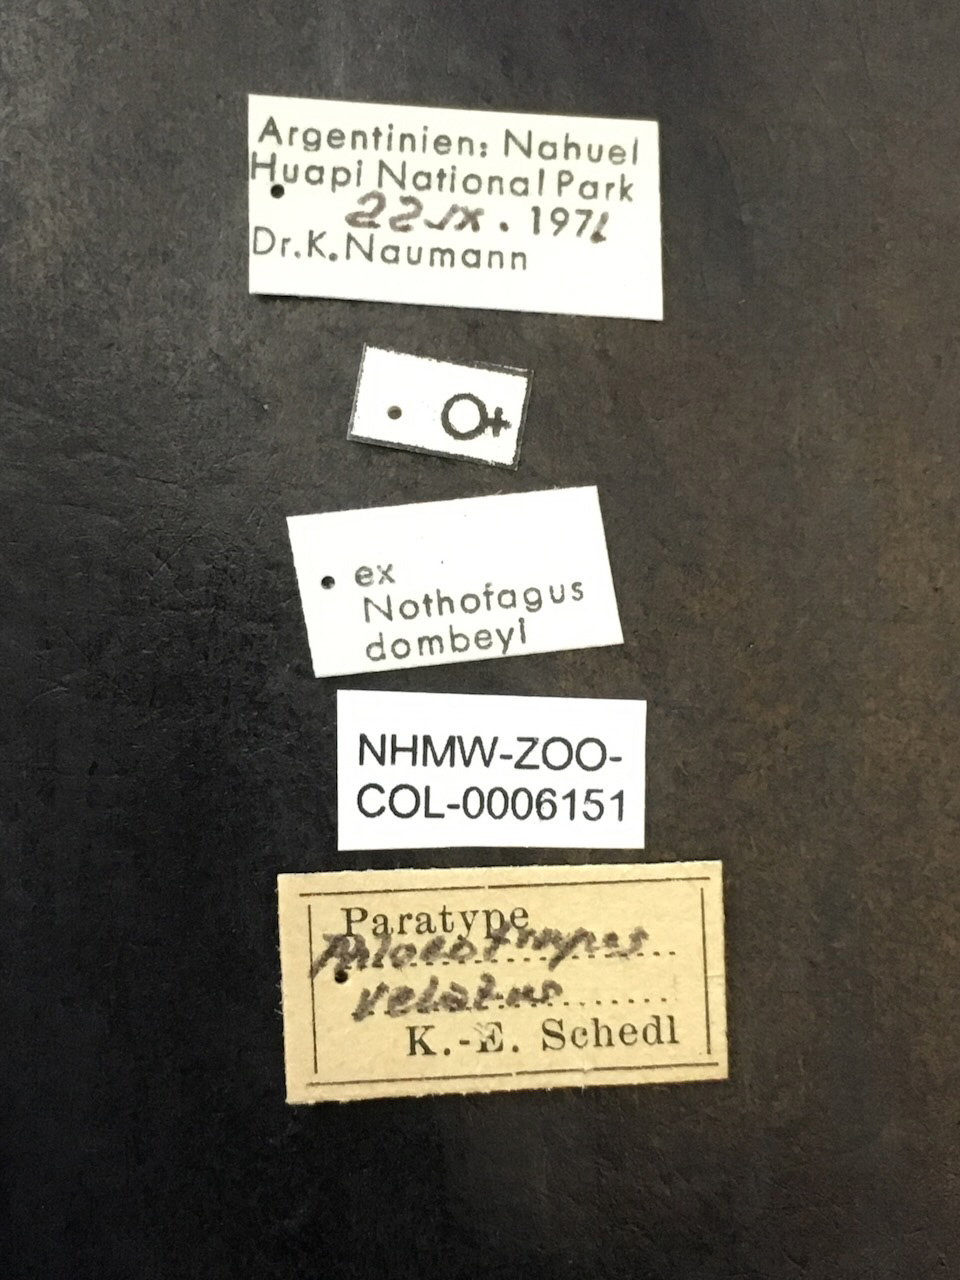 Argentinien: Nahuel
Huapi National Park
22 IX. 1971
Dr.K.Naumann
♀
ex
Nothofagus
dombeyi
NHMW-ZOO-
COL-0006151
Paratype
velatus
K.-E. Schedl